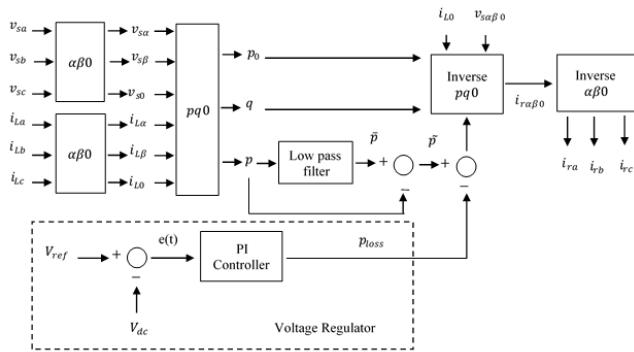 v_sa
v_sb
v_sc
αβ0
v_sα
v_sβ
v_s0
i_La
i_Lb
i_Lc
αβ0
i_Lα
i_Lβ
i_L0
pq0
p_0
q
p
Low pass
filter
p̄
+
−
p̃
+
−
i_L0
v_sαβ0
Inverse
pq0
i_rαβ0
Inverse
αβ0
i_ra
i_rb
i_rc
V_ref
+
−
e(t)
PI
Controller
p_loss
V_dc
Voltage Regulator